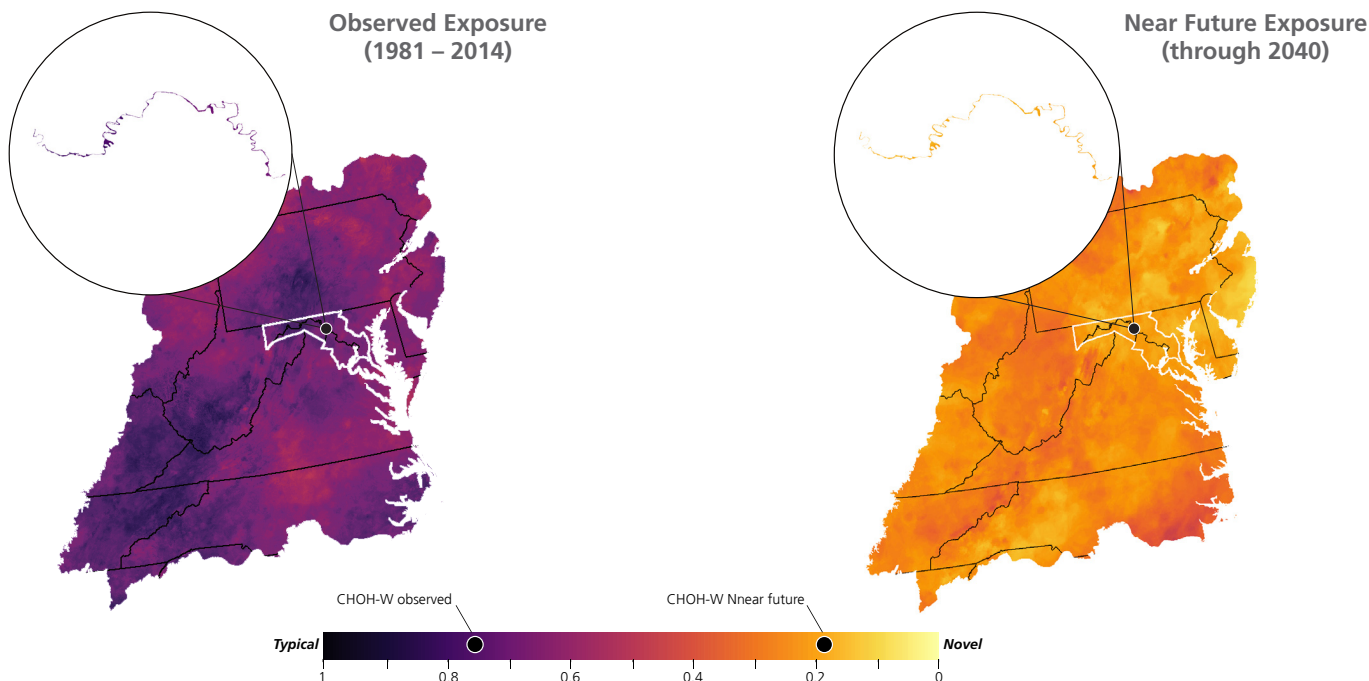 Observed Exposure
(1981 – 2014)
Near Future Exposure
(through 2040)
CHOH-W observed
CHOH-W Nnear future
Typical
Novel
1
0.8
0.6
0.4
0.2
0